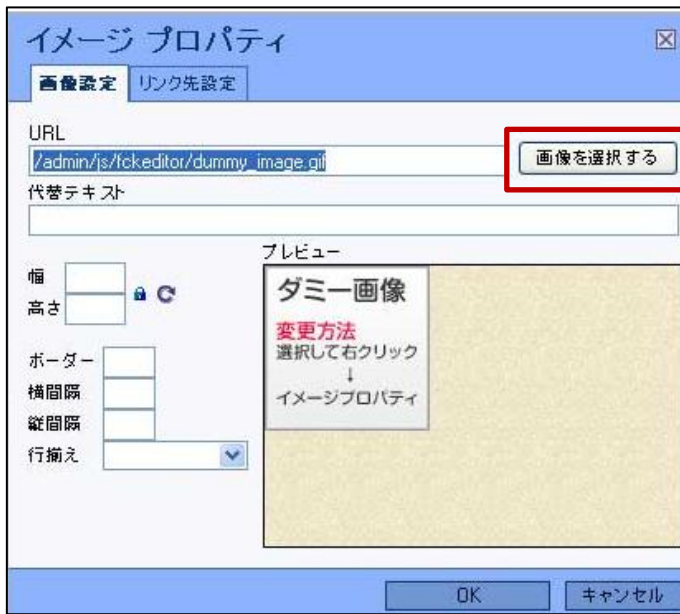 イメージ プロパティ
画像設定 リンク先設定
URL
/admin/js/fckeditor/dummy_image.gif 画像を選択する
代替テキスト
プレビュー
幅
高さ
ボーダー
横間隔
縦間隔
行揃え
ダミー画像
変更方法
選択して右クリック
↓
イメージプロパティ
OK キャンセル